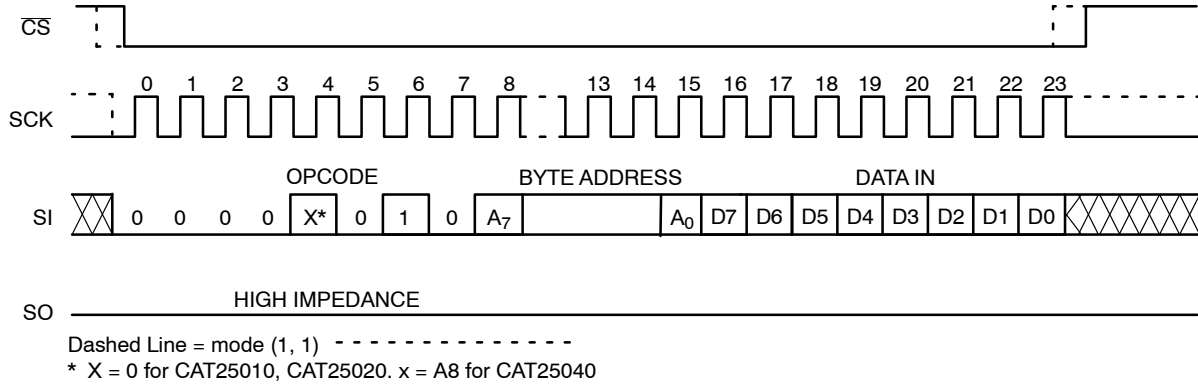 CS
0 1 2 3 4 5 6 7 8 13 14 15 16 17 18 19 20 21 22 23
SCK
OPCODE BYTE ADDRESS DATA IN
SI 0 0 0 0 X* 0 1 0 A7 A0 D7 D6 D5 D4 D3 D2 D1 D0
HIGH IMPEDANCE
SO
Dashed Line = mode (1, 1) - - - - - - - - - - - - - -
* X = 0 for CAT25010, CAT25020. x = A8 for CAT25040